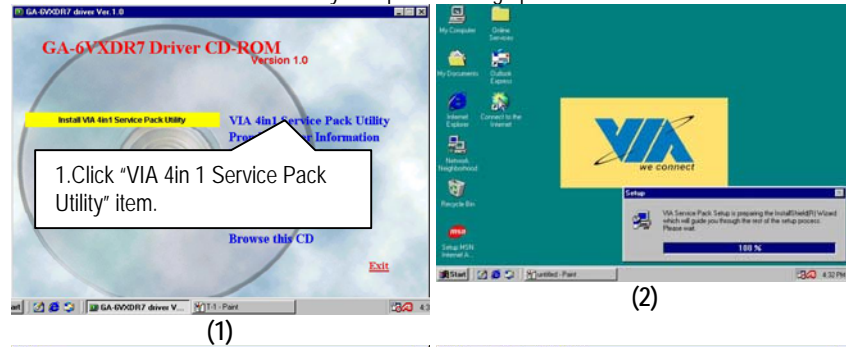 GA-6VXDR7 driver Ver.1.0
GA-6VXDR7 Driver CD-ROM
Version 1.0
Install VIA 4in1 Service Pack Utility
VIA 4in1 Service Pack Utility
Information
1.Click “VIA 4in 1 Service Pack
Utility” item.
Browse this CD
Exit
GA-6VXDR7 driver V...
T-1 - Paint
(1)
My Computer
Online
Services
My Documents
Outlook
Express
Internet
Explorer
Connect to the
Internet
Network
Neighborhood
Recycle Bin
msn
Setup MSN
Internet A...
VIA
we connect
Setup
VIA Service Pack Setup is preparing the InstallShield(R) Wizard
which will guide you through the rest of the setup process.
Please wait.
100 %
Start
untitled - Paint
4:32 PM
(2)